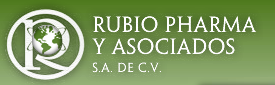 R
RUBIO PHARMA
Y ASOCIADOS
S.A. DE C.V.